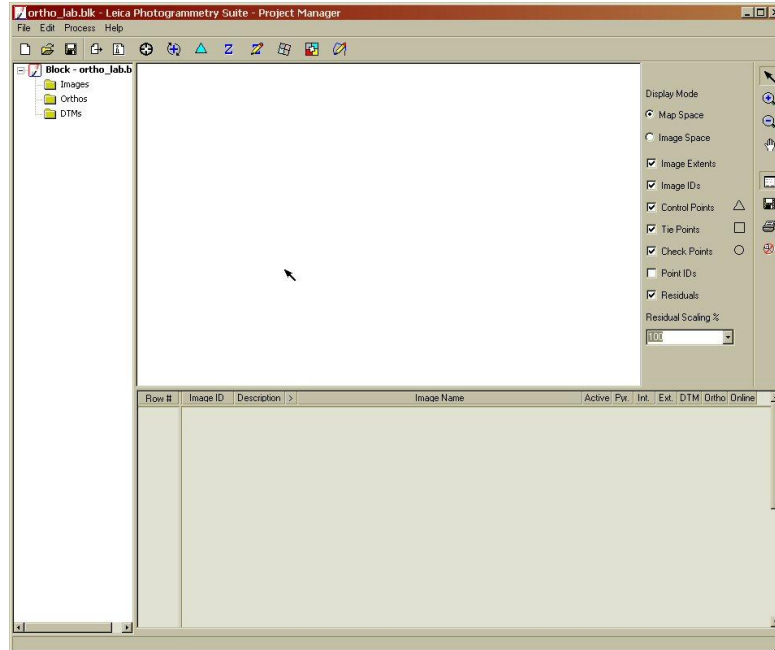 ortho_lab.blk - Leica Photogrammetry Suite - Project Manager
File Edit Process Help
Z Z
Block - ortho_lab.b
Images
Orthos
DTMs
Display Mode
Map Space
Image Space
Image Extents
Image IDs
Control Points
Tie Points
Check Points
Point IDs
Residuals
Residual Scaling %
100
Row # Image ID Description > Image Name Active Pyr. Int. Ext. DTM Ortho Online